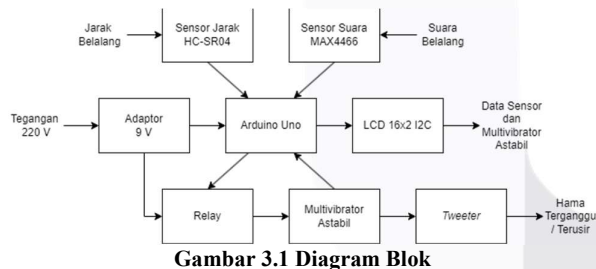 Jarak
Belalang
Sensor Jarak
HC-SR04
Sensor Suara
MAX4466
Suara
Belalang
Tegangan
220 V
Adaptor
9 V
Arduino Uno
LCD 16x2 I2C
Data Sensor
dan
Multivibrator
Astabil
Relay
Multivibrator
Astabil
Tweeter
Hama
Terganggu
/ Terusir
Gambar 3.1 Diagram Blok